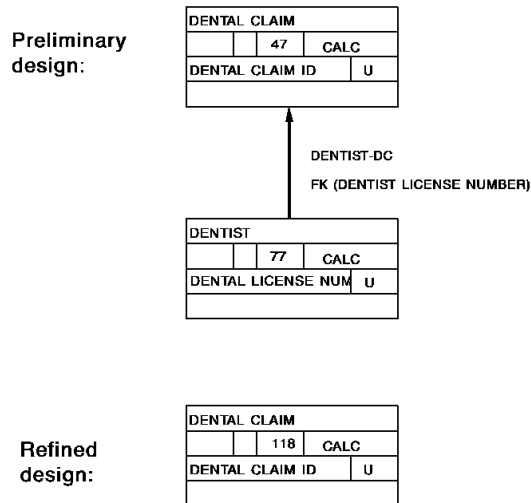 Preliminary
design:
DENTAL CLAIM
47 CALC
DENTAL CLAIM ID U
DENTIST-DC
FK (DENTIST LICENSE NUMBER)
DENTIST
77 CALC
DENTAL LICENSE NUM U
Refined
design:
DENTAL CLAIM
118 CALC
DENTAL CLAIM ID U